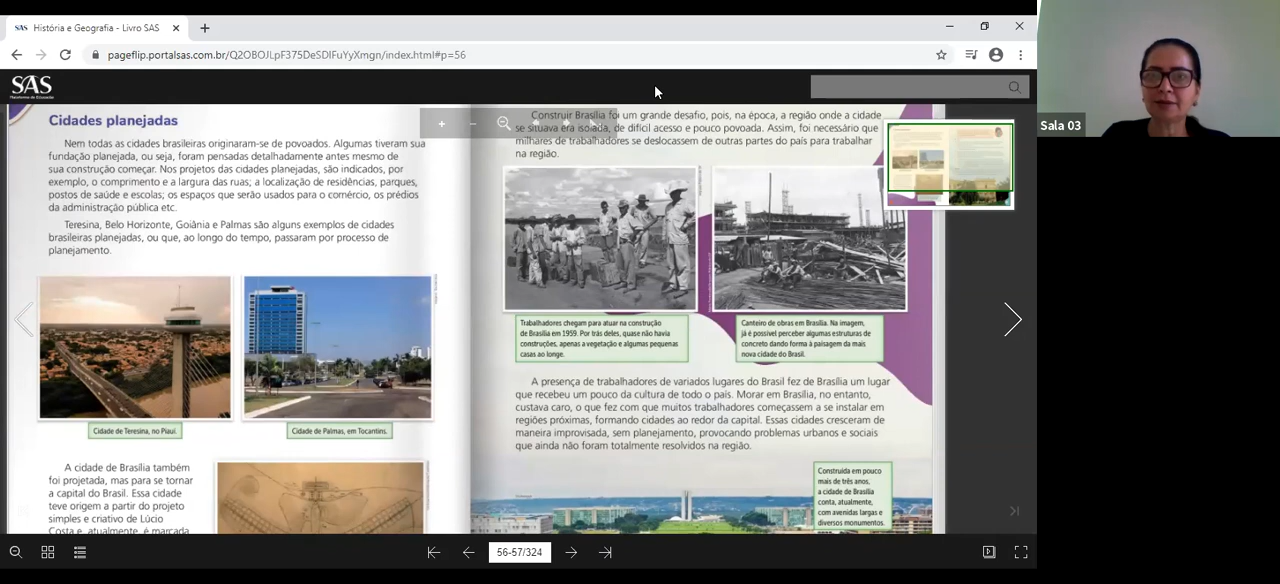 História e Geografia - Livro SAS
pageflip.portalsas.com.br/Q2OBOJLpF375DeSDIFuYyXmgn/index.html#p=56
SAS
Sala 03
Cidades planejadas
Nem todas as cidades brasileiras originaram-se de povoados. Algumas tiveram sua
fundação planejada, ou seja, foram pensadas detalhadamente antes mesmo de
sua construção começar. Nos projetos das cidades planejadas, são indicados, por
exemplo, o comprimento e a largura das ruas; a localização de residências, parques,
postos de saúde e escolas; os espaços que serão usados para o comércio, os prédios
da administração pública etc.
Teresina, Belo Horizonte, Goiânia e Palmas são alguns exemplos de cidades
brasileiras planejadas, ou que, ao longo do tempo, passaram por processo de
planejamento.
Cidade de Teresina, no Piauí.
Cidade de Palmas, em Tocantins.
A cidade de Brasília também
foi projetada, mas para se tornar
a capital do Brasil. Essa cidade
teve origem a partir do projeto
simples e criativo de Lúcio
Costa e, atualmente, é marcada
Construir Brasília foi um grande desafio, pois, na época, a região onde a cidade
se situava era isolada, de difícil acesso e pouco povoada. Assim, foi necessário que
milhares de trabalhadores se deslocassem de outras partes do país para trabalhar
na região.
Trabalhadores chegam para atuar na construção
de Brasília em 1959. Por trás deles, quase não havia
construções, apenas a vegetação e algumas pequenas
casas ao longe.
Canteiro de obras em Brasília. Na imagem,
já é possível perceber algumas estruturas de
concreto dando forma à paisagem da mais
nova cidade do Brasil.
A presença de trabalhadores de variados lugares do Brasil fez de Brasília um lugar
que recebeu um pouco da cultura de todo o país. Morar em Brasília, no entanto,
custava caro, o que fez com que muitos trabalhadores começassem a se instalar em
regiões próximas, formando cidades ao redor da capital. Essas cidades cresceram de
maneira improvisada, sem planejamento, provocando problemas urbanos e sociais
que ainda não foram totalmente resolvidos na região.
Construída em pouco
mais de três anos,
a cidade de Brasília
conta, atualmente,
com avenidas largas e
diversos monumentos.
56-57/324